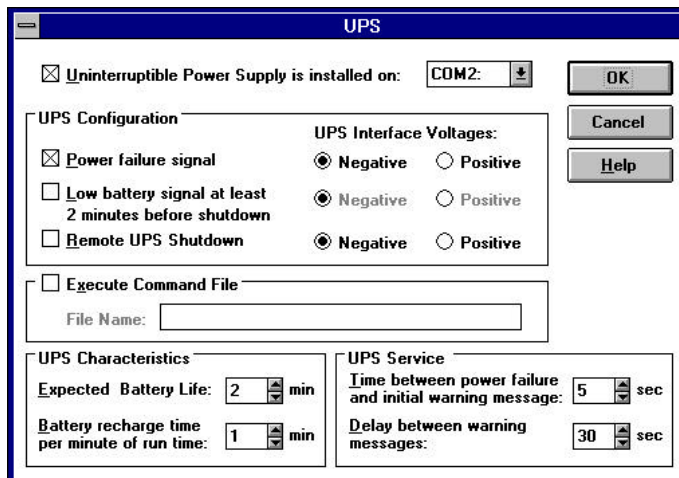 UPS
Uninterruptible Power Supply is installed on: COM2: OK
UPS Configuration
UPS Interface Voltages:
Cancel
Power failure signal Negative Positive
Help
Low battery signal at least
2 minutes before shutdown
Negative Positive
Remote UPS Shutdown Negative Positive
Execute Command File
File Name:
UPS Characteristics
Expected Battery Life: 2 min
Battery recharge time
per minute of run time: 1 min
UPS Service
Time between power failure
and initial warning message: 5 sec
Delay between warning
messages: 30 sec